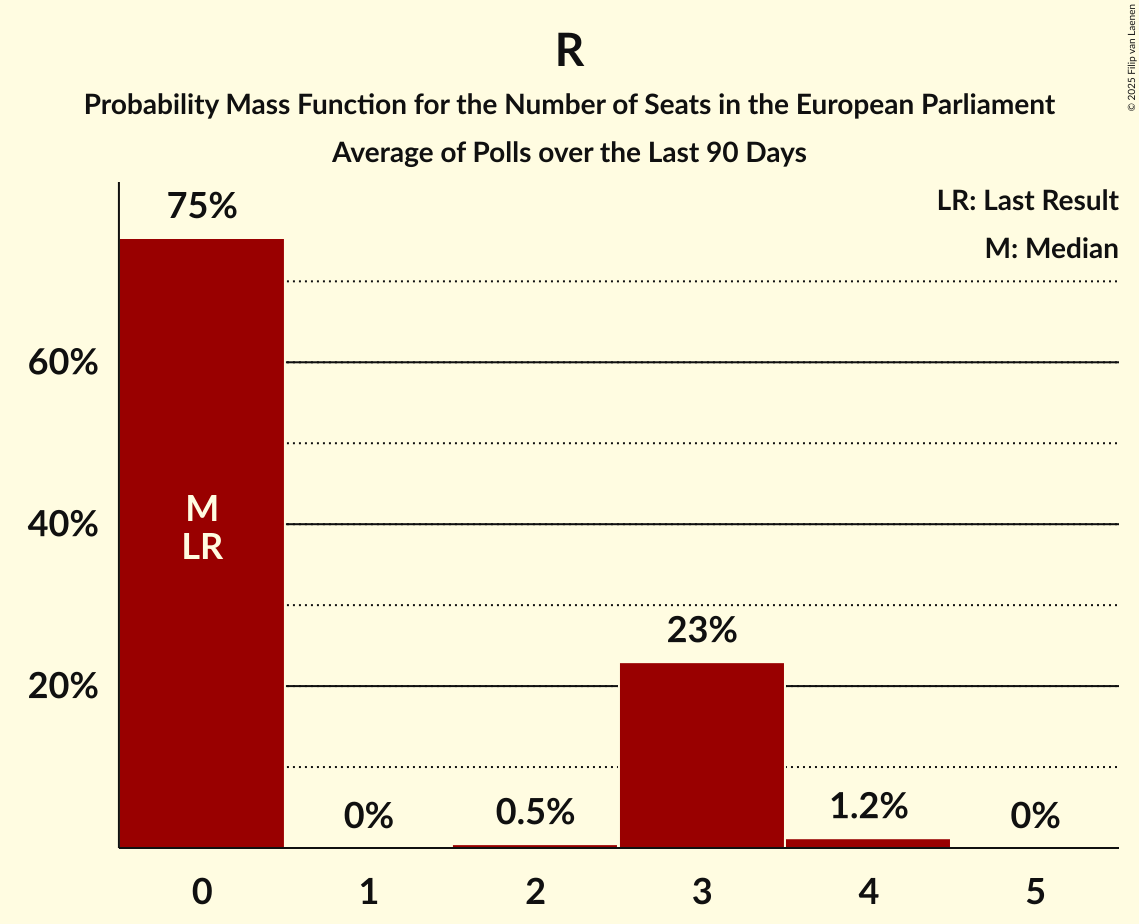 R
Probability Mass Function for the Number of Seats in the European Parliament
Average of Polls over the Last 90 Days
© 2025 Filip van Laenen
LR: Last Result
M: Median
75%
60%
M
40%
LR
23%
20%
0%
0.5%
1.2%
0%
0 1 2 3 4 5